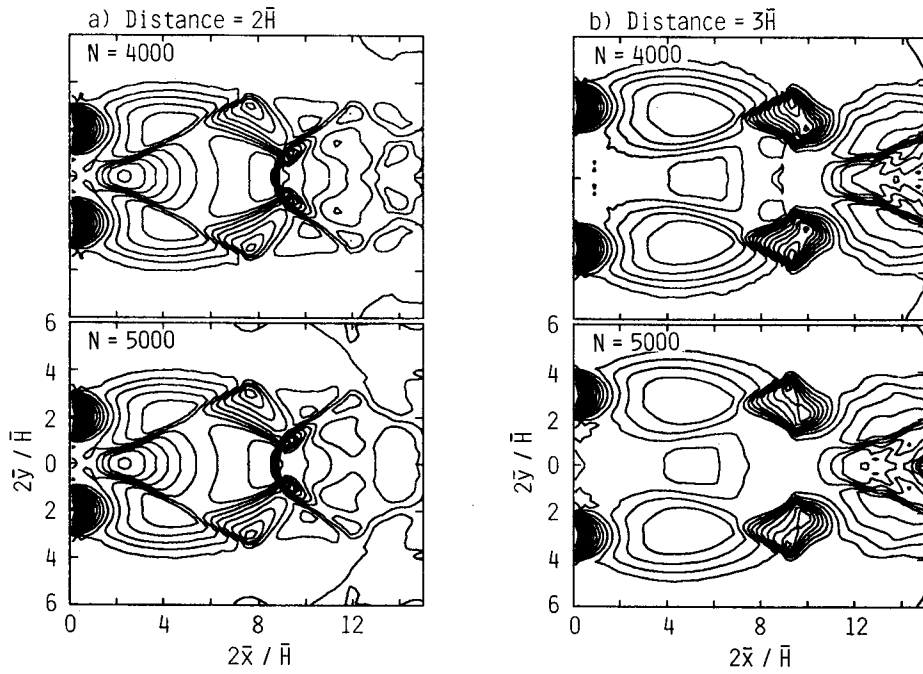 a) Distance = 2H̄
N = 4000
6
N = 5000
4
2
0
2
4
6
2ȳ / H̄
0 4 8 12
2x̄ / H̄
b) Distance = 3H̄
N = 4000
6
N = 5000
4
2
0
2
4
6
2ȳ / H̄
0 4 8 12
2x̄ / H̄